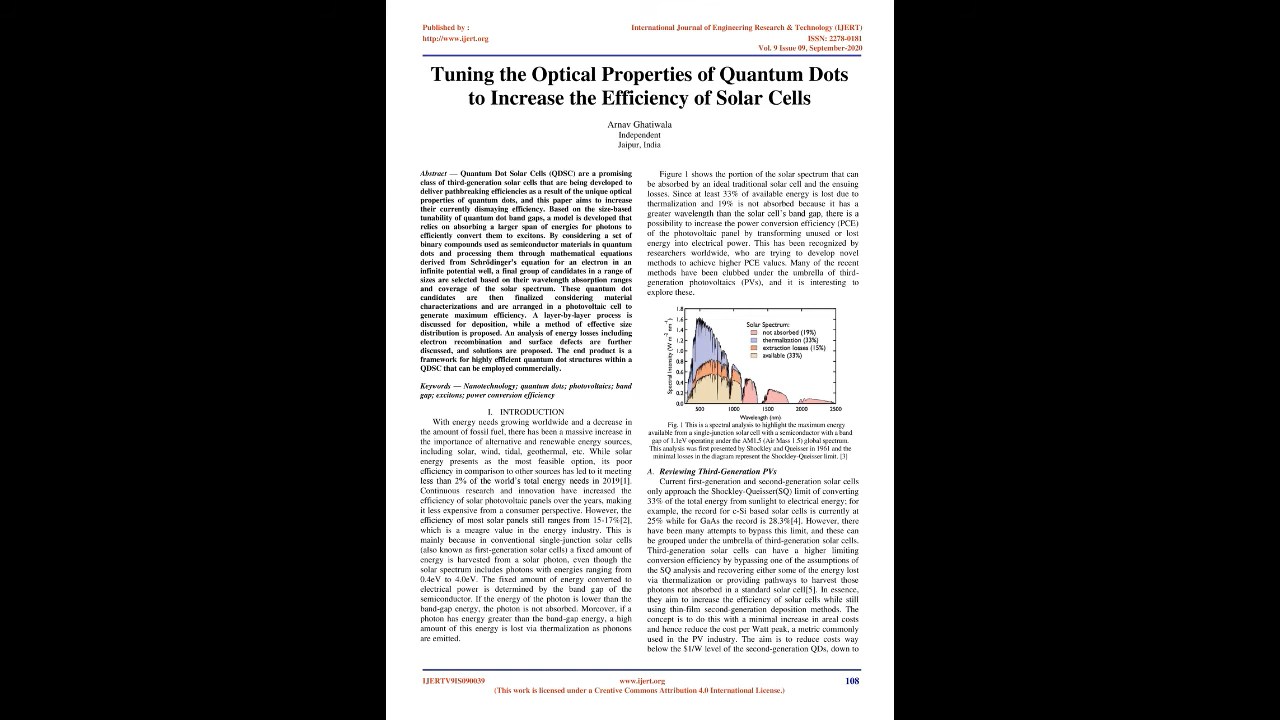 Published by :
International Journal of Engineering Research & Technology (IJERT)
http://www.ijert.org
ISSN: 2278-0181
Vol. 9 Issue 09, September-2020
Tuning the Optical Properties of Quantum Dots
to Increase the Efficiency of Solar Cells
Arnav Ghatiwala
Independent
Jaipur, India
Abstract — Quantum Dot Solar Cells (QDSC) are a promising
class of third-generation solar cells that are being developed to
deliver pathbreaking efficiencies as a result of the unique optical
properties of quantum dots, and this paper aims to increase
their currently dismaying efficiency. Based on the size-based
tunability of quantum dot band gaps, a model is developed that
relies on absorbing a larger span of energies for photons to
efficiently convert them to excitons. By considering a set of
binary compounds used as semiconductor materials in quantum
dots and processing them through mathematical equations
derived from Schrödinger's equation for an electron in an
infinite potential well, a final group of candidates in a range of
sizes are selected based on their wavelength absorption ranges
and coverage of the solar spectrum. These quantum dot
candidates are then finalized considering material
characterizations and are arranged in a photovoltaic cell to
generate maximum efficiency. A layer-by-layer process is
discussed for deposition, while a method of effective size
distribution is proposed. An analysis of energy losses including
electron recombination and surface defects are further
discussed, and solutions are proposed. The end product is a
framework for highly efficient quantum dot structures within a
QDSC that can be employed commercially.
Keywords — Nanotechnology; quantum dots; photovoltaics; band
gap; excitons; power conversion efficiency
I. INTRODUCTION
With energy needs growing worldwide and a decrease in
the amount of fossil fuel, there has been a massive increase in
the importance of alternative and renewable energy sources,
including solar, wind, tidal, geothermal, etc. While solar
energy presents as the most feasible option, its poor
efficiency in comparison to other sources has led to it meeting
less than 2% of the world's total energy needs in 2019[1].
Continuous research and innovation have increased the
efficiency of solar photovoltaic panels over the years, making
it less expensive from a consumer perspective. However, the
efficiency of most solar panels still ranges from 15-17%[2],
which is a meagre value in the energy industry. This is
mainly because in conventional single-junction solar cells
(also known as first-generation solar cells) a fixed amount of
energy is harvested from a solar photon, even though the
solar spectrum includes photons with energies ranging from
0.4eV to 4.0eV. The fixed amount of energy converted to
electrical power is determined by the band gap of the
semiconductor. If the energy of the photon is lower than the
band-gap energy, the photon is not absorbed. Moreover, if a
photon has energy greater than the band-gap energy, a high
amount of this energy is lost via thermalization as phonons
are emitted.
Figure 1 shows the portion of the solar spectrum that can
be absorbed by an ideal traditional solar cell and the ensuing
losses. Since at least 33% of available energy is lost due to
thermalization and 19% is not absorbed because it has a
greater wavelength than the solar cell's band gap, there is a
possibility to increase the power conversion efficiency (PCE)
of the photovoltaic panel by transforming unused or lost
energy into electrical power. This has been recognized by
researchers worldwide, who are trying to develop novel
methods to achieve higher PCE values. Many of the recent
methods have been clubbed under the umbrella of third-
generation photovoltaics (PVs), and it is interesting to
explore these.
Spectral Intensity (W m⁻² nm⁻¹)
1.8
1.6
1.4
1.2
1.0
0.8
0.6
0.4
0.2
0.0
Solar Spectrum:
not absorbed (19%)
thermalization (33%)
extraction losses (15%)
available (33%)
500 1000 1500 2000 2500
Wavelength (nm)
Fig. 1 This is a spectral analysis to highlight the maximum energy
available from a single-junction solar cell with a semiconductor with a band
gap of 1.1eV operating under the AM1.5 (Air Mass 1.5) global spectrum.
This analysis was first presented by Shockley and Queisser in 1961 and the
minimal losses in the diagram represent the Shockley-Queisser limit. [3]
A. Reviewing Third-Generation PVs
Current first-generation and second-generation solar cells
only approach the Shockley-Queisser(SQ) limit of converting
33% of the total energy from sunlight to electrical energy; for
example, the record for c-Si based solar cells is currently at
25% while for GaAs the record is 28.3%[4]. However, there
have been many attempts to bypass this limit, and these can
be grouped under the umbrella of third-generation solar cells.
Third-generation solar cells can have a higher limiting
conversion efficiency by bypassing one of the assumptions of
the SQ analysis and recovering either some of the energy lost
via thermalization or providing pathways to harvest those
photons not absorbed in a standard solar cell[5]. In essence,
they aim to increase the efficiency of solar cells while still
using thin-film second-generation deposition methods. The
concept is to do this with a minimal increase in areal costs
and hence reduce the cost per Watt peak, a metric commonly
used in the PV industry. The aim is to reduce costs way
below the $1/W level of the second-generation QDs, down to
IJERTV9IS090039
www.ijert.org
108
(This work is licensed under a Creative Commons Attribution 4.0 International License.)